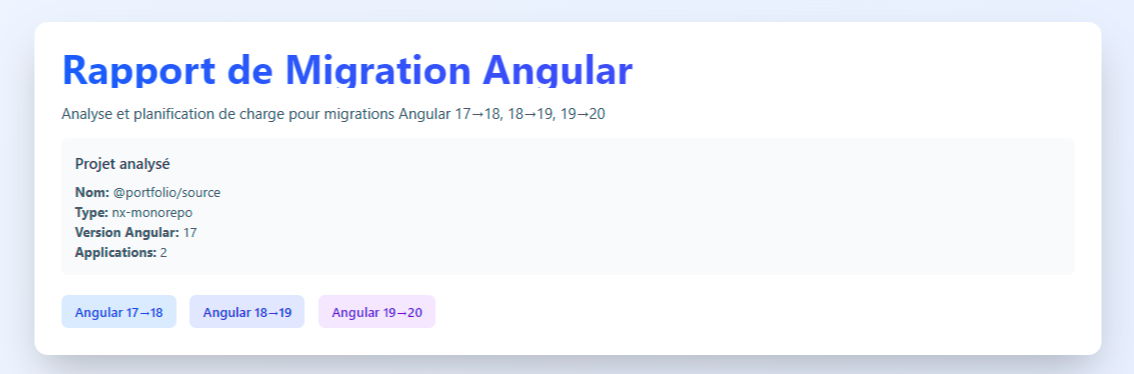 Rapport de Migration Angular
Analyse et planification de charge pour migrations Angular 17→18, 18→19, 19→20
Projet analysé
Nom: @portfolio/source
Type: nx-monorepo
Version Angular: 17
Applications: 2
Angular 17→18
Angular 18→19
Angular 19→20